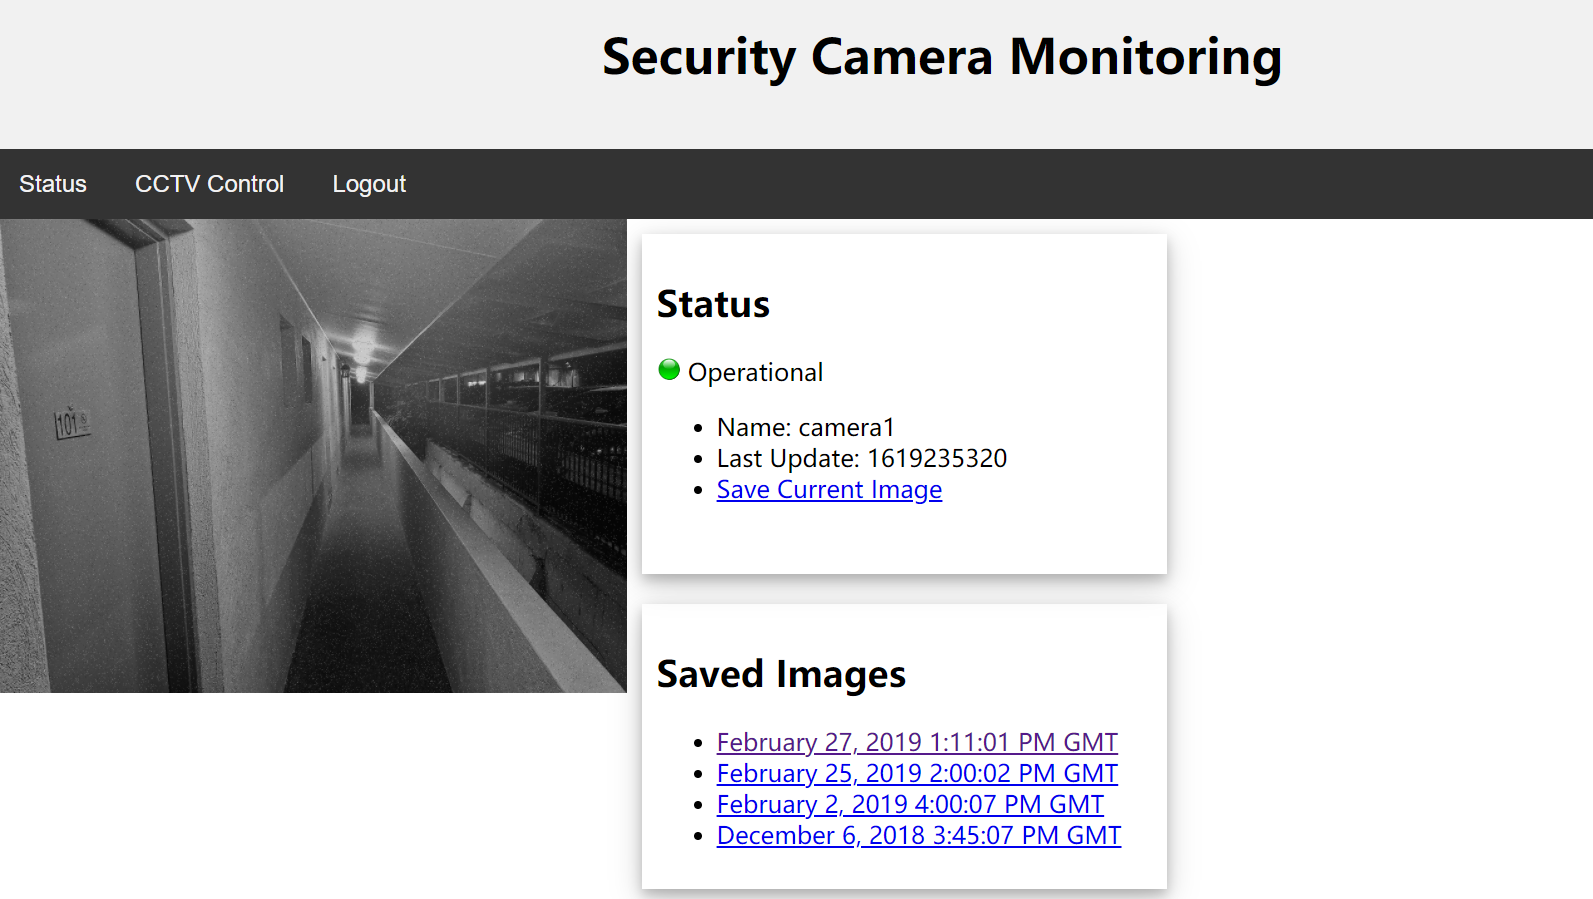 Security Camera Monitoring
Status
CCTV Control
Logout
101
Status
Operational
Name: camera1
Last Update: 1619235320
Save Current Image
Saved Images
February 27, 2019 1:11:01 PM GMT
February 25, 2019 2:00:02 PM GMT
February 2, 2019 4:00:07 PM GMT
December 6, 2018 3:45:07 PM GMT